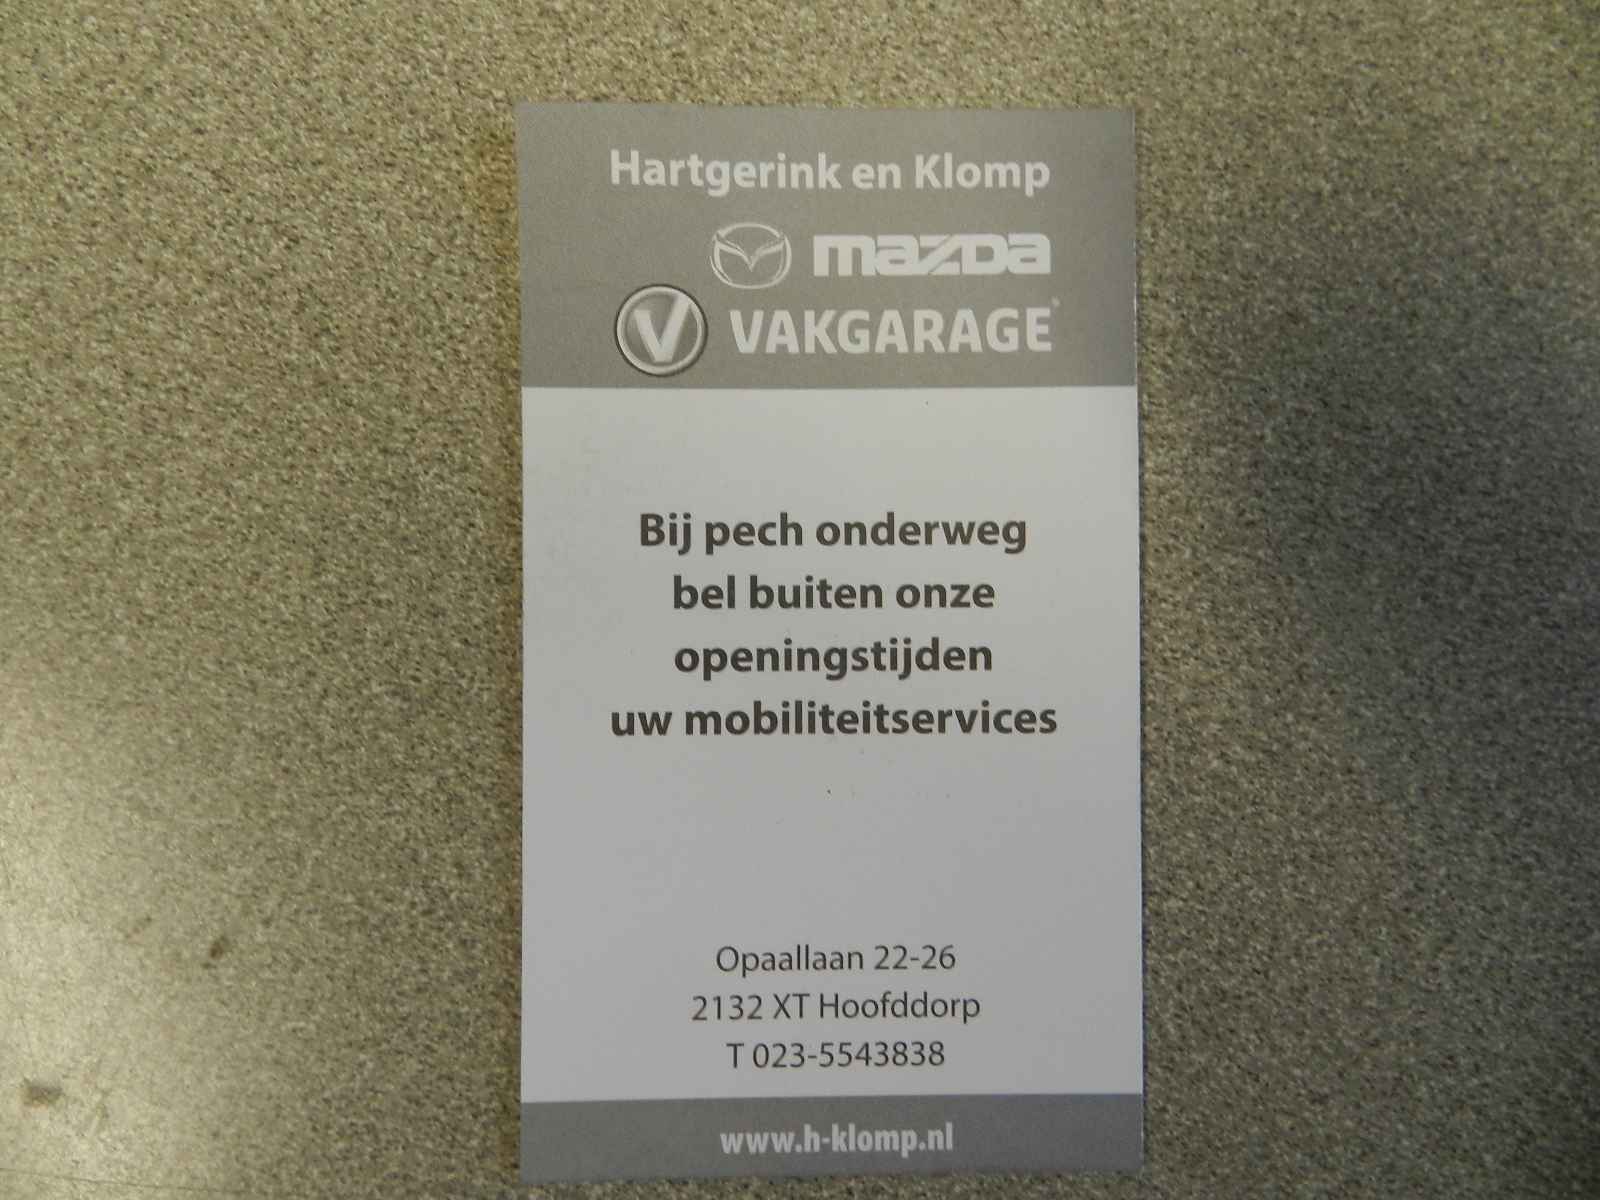 Hartgerink en Klomp
mazda
V VAKGARAGE
Bij pech onderweg
bel buiten onze
openingstijden
uw mobiliteitservices
Opaallaan 22-26
2132 XT Hoofddorp
T 023-5543838
www.h-klomp.nl